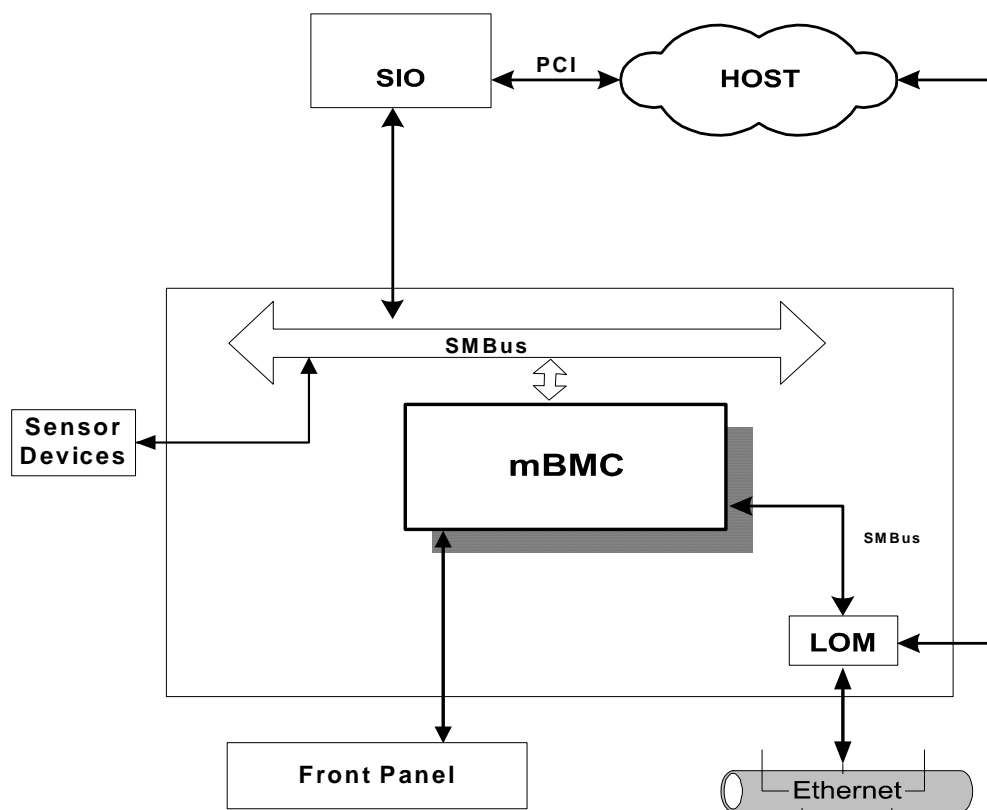 PCI
SIO
HOST
SMBus
Sensor
Devices
mBMC
SMBus
LOM
Front Panel
Ethernet